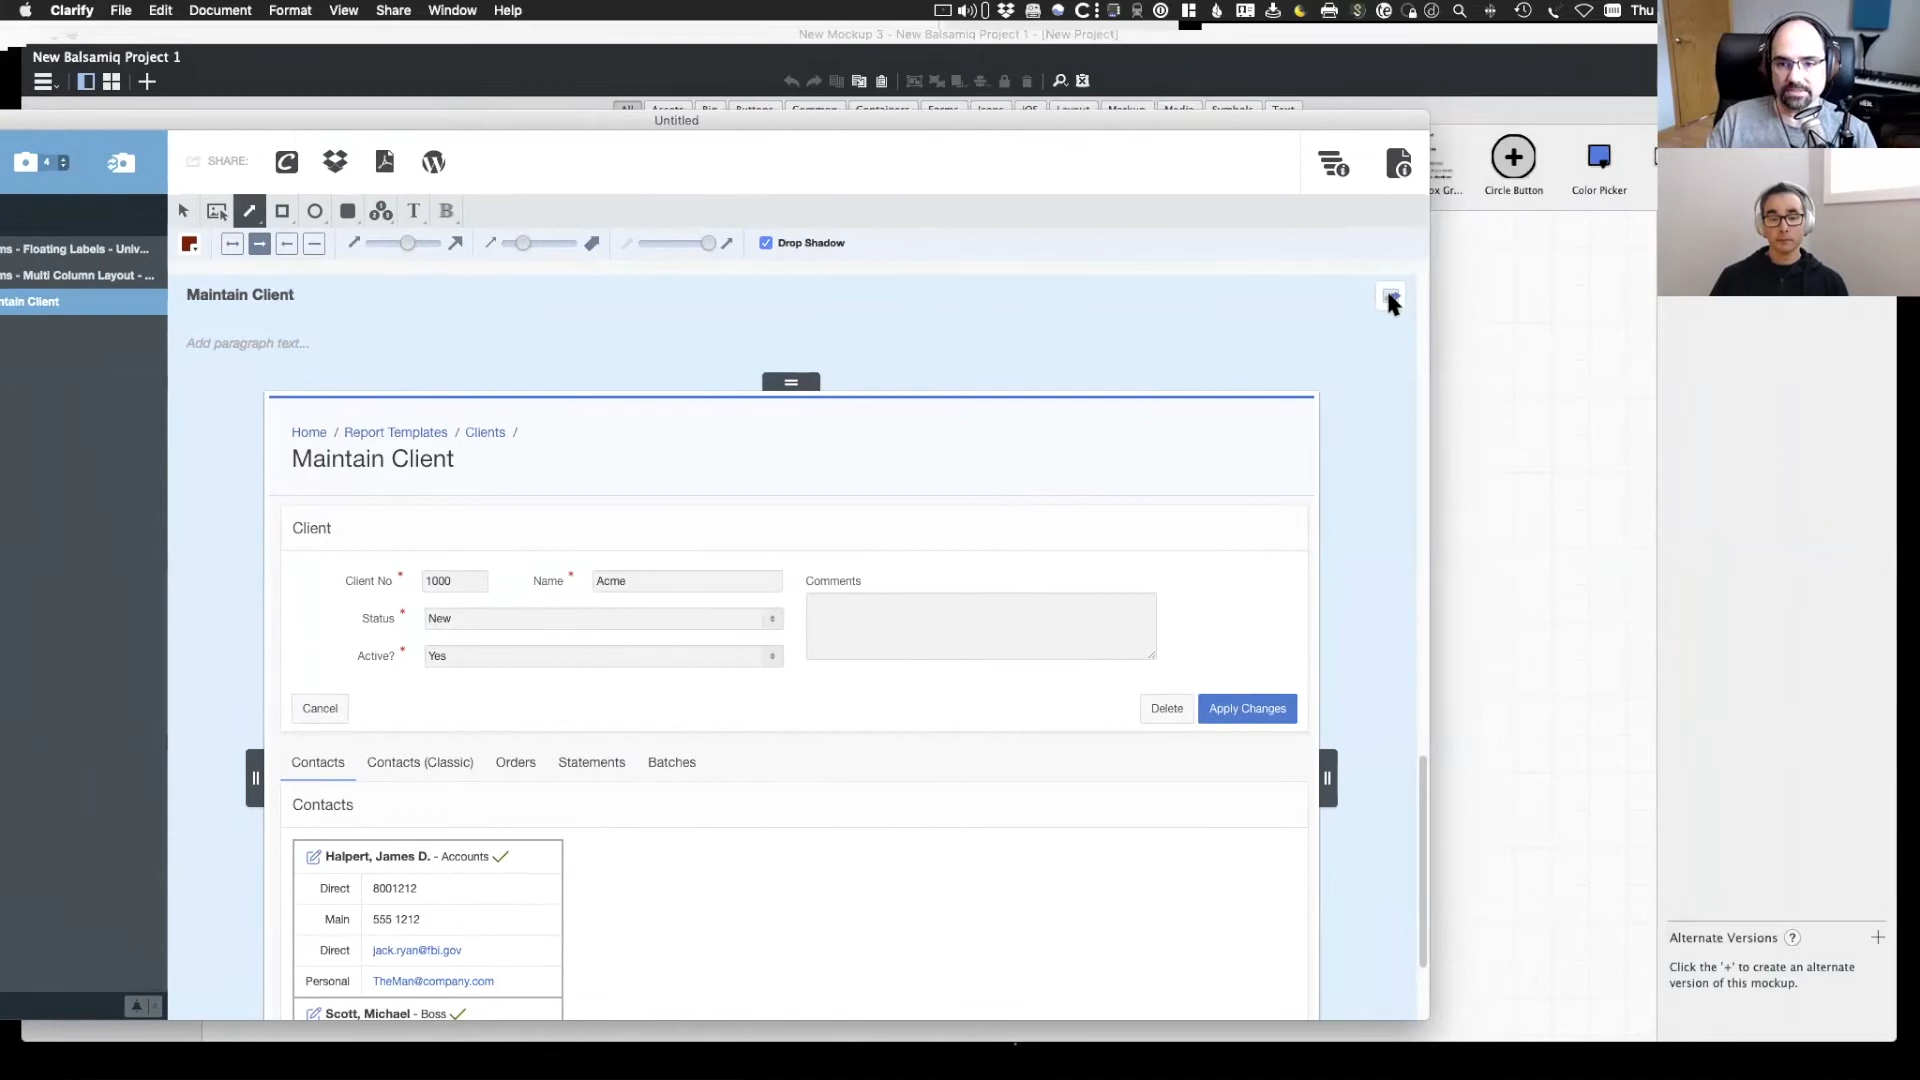 Clarify File Edit Document Format View Share Window Help Thu
New Mockup 3 - New Balsamiq Project 1 - [New Project]
New Balsamiq Project 1
Untitled
4
SHARE:
Circle Button
Color Picker
T
B
Drop Shadow
ms - Floating Labels - Univ...
ms - Multi Column Layout - ...
ntain Client
Maintain Client
Add paragraph text...
Home / Report Templates / Clients /
Maintain Client
Client
Client No * 1000 Name * Acme Comments
Status * New
Active? * Yes
Cancel Delete Apply Changes
Contacts Contacts (Classic) Orders Statements Batches
Contacts
Halpert, James D. - Accounts
Direct 8001212
Main 555 1212
Direct jack.ryan@fbi.gov
Personal TheMan@company.com
Scott, Michael - Boss
Alternate Versions ? +
Click the '+' to create an alternate
version of this mockup.